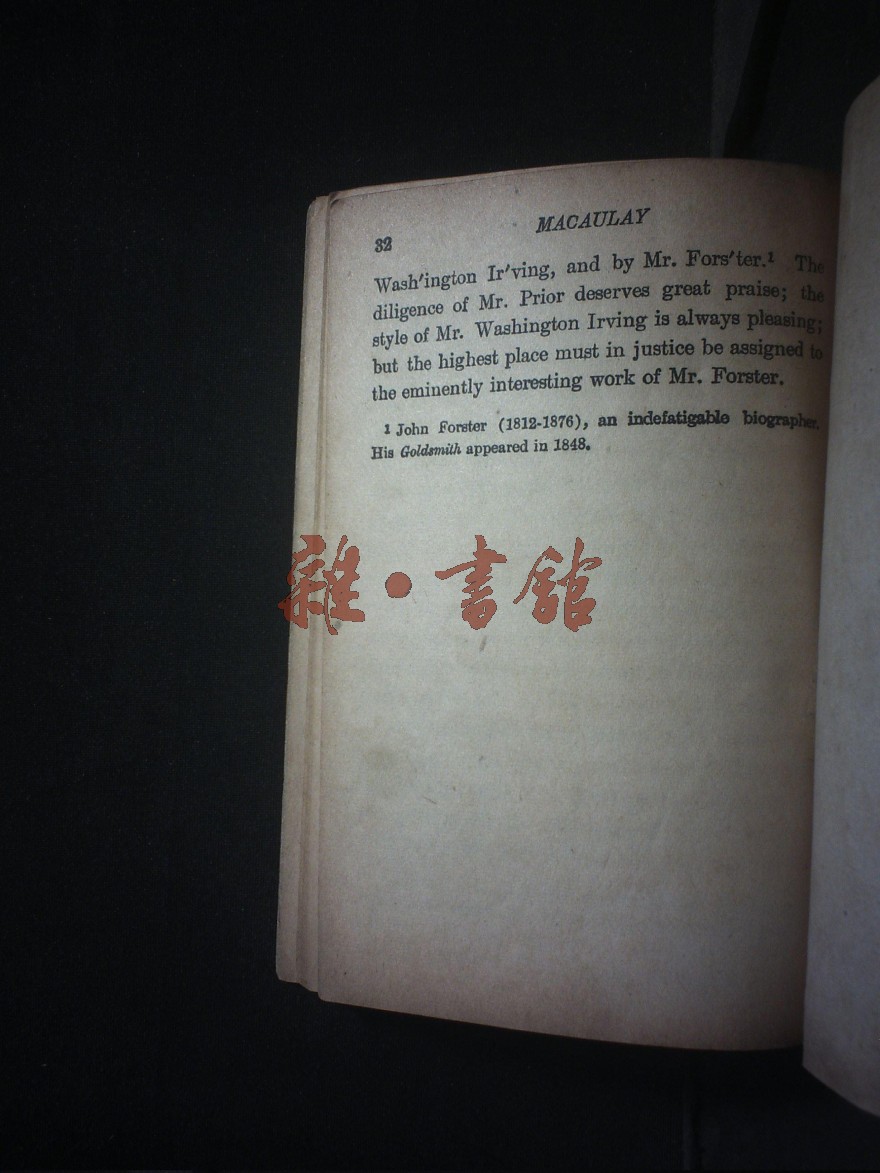 32
MACAULAY
Wash'ington Ir'ving, and by Mr. Fors'ter.¹ The
diligence of Mr. Prior deserves great praise; the
style of Mr. Washington Irving is always pleasing;
but the highest place must in justice be assigned to
the eminently interesting work of Mr. Forster.
1 John Forster (1812-1876), an indefatigable biographer.
His Goldsmith appeared in 1848.
雜·書館